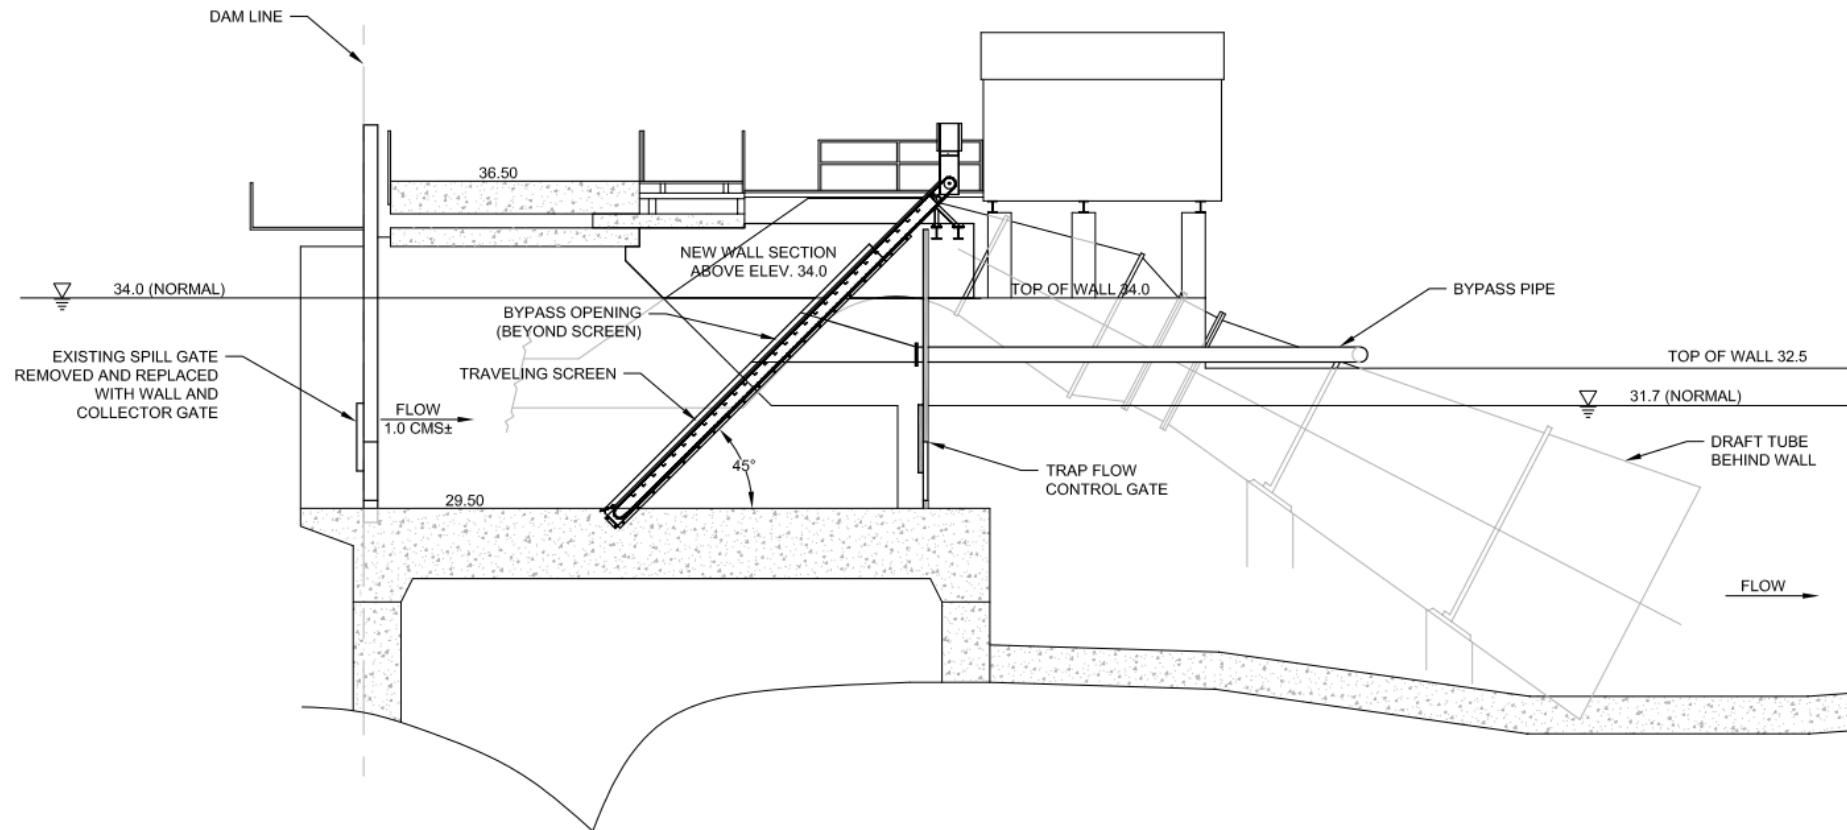 DAM LINE
36.50
NEW WALL SECTION
ABOVE ELEV. 34.0
34.0 (NORMAL)
TOP OF WALL 34.0
BYPASS PIPE
BYPASS OPENING
(BEYOND SCREEN)
EXISTING SPILL GATE
REMOVED AND REPLACED
WITH WALL AND
COLLECTOR GATE
TOP OF WALL 32.5
TRAVELING SCREEN
31.7 (NORMAL)
FLOW
1.0 CMS±
DRAFT TUBE
BEHIND WALL
45°
TRAP FLOW
CONTROL GATE
29.50
FLOW